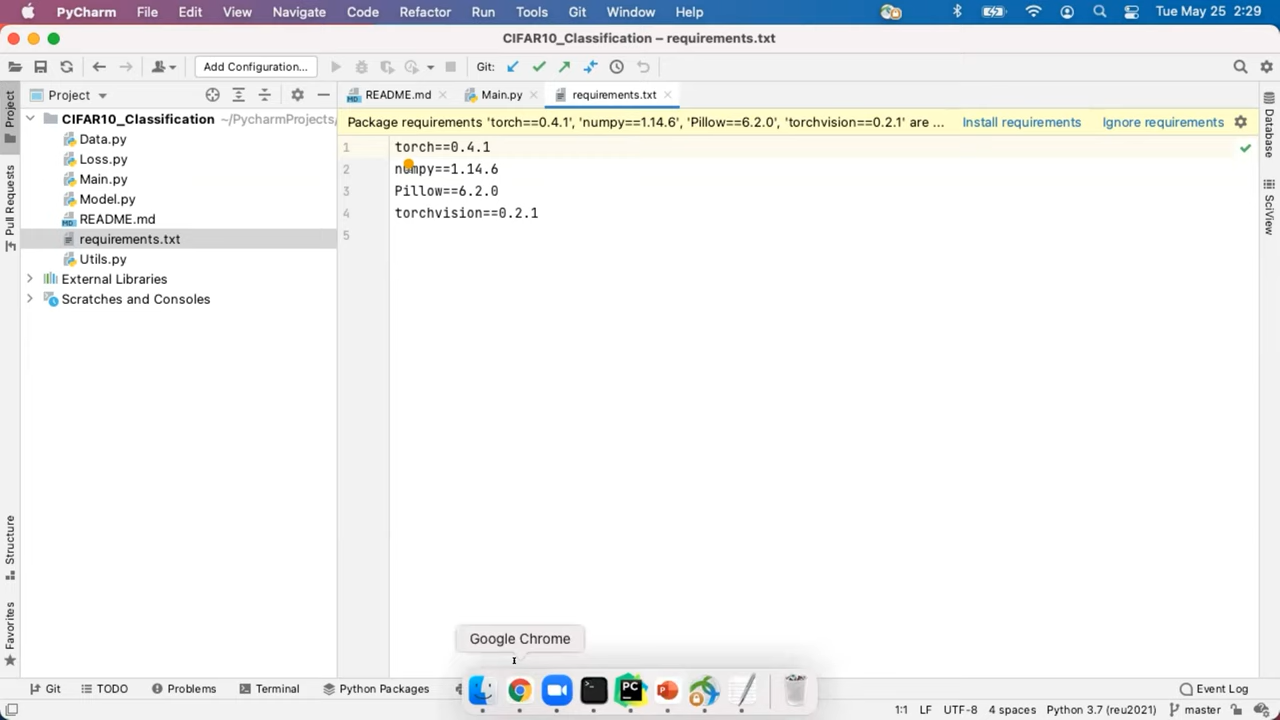 PyCharm File Edit View Navigate Code Refactor Run Tools Git Window Help Tue May 25 2:29
CIFAR10_Classification – requirements.txt
Add Configuration... Git:
Project README.md Main.py requirements.txt
Project
Pull Requests
Structure
Favorites
CIFAR10_Classification ~/PycharmProjects/
Data.py
Loss.py
Main.py
Model.py
README.md
requirements.txt
Utils.py
External Libraries
Scratches and Consoles
Package requirements 'torch==0.4.1', 'numpy==1.14.6', 'Pillow==6.2.0', 'torchvision==0.2.1' are ... Install requirements Ignore requirements
1 torch==0.4.1
2 numpy==1.14.6
3 Pillow==6.2.0
4 torchvision==0.2.1
5
Database
SciView
Google Chrome
PC
Git TODO Problems Terminal Python Packages Event Log
1:1 LF UTF-8 4 spaces Python 3.7 (reu2021) master